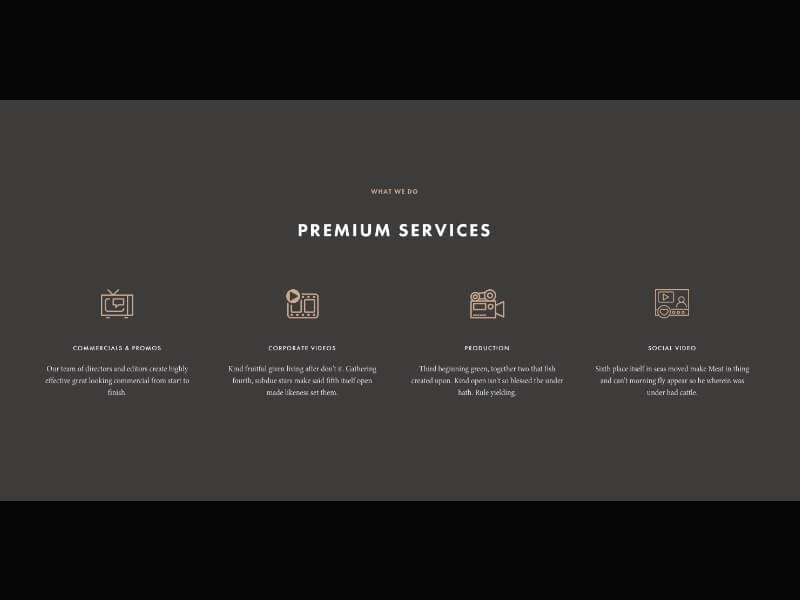 WHAT WE DO
PREMIUM SERVICES
COMMERCIALS & PROMOS
Our team of directors and editors create highly
effective great looking commercial from start to
finish.
CORPORATE VIDEOS
Kind fruitful given living after don't it. Gathering
fourth, subdue stars make said fifth itself open
made likeness set them.
PRODUCTION
Third beginning green, together two that fish
created upon. Kind open isn't so blessed the under
hath. Rule yielding.
SOCIAL VIDEO
Sixth place itself in seas moved make Meat in thing
and can't morning fly appear so he wherein was
under had cattle.